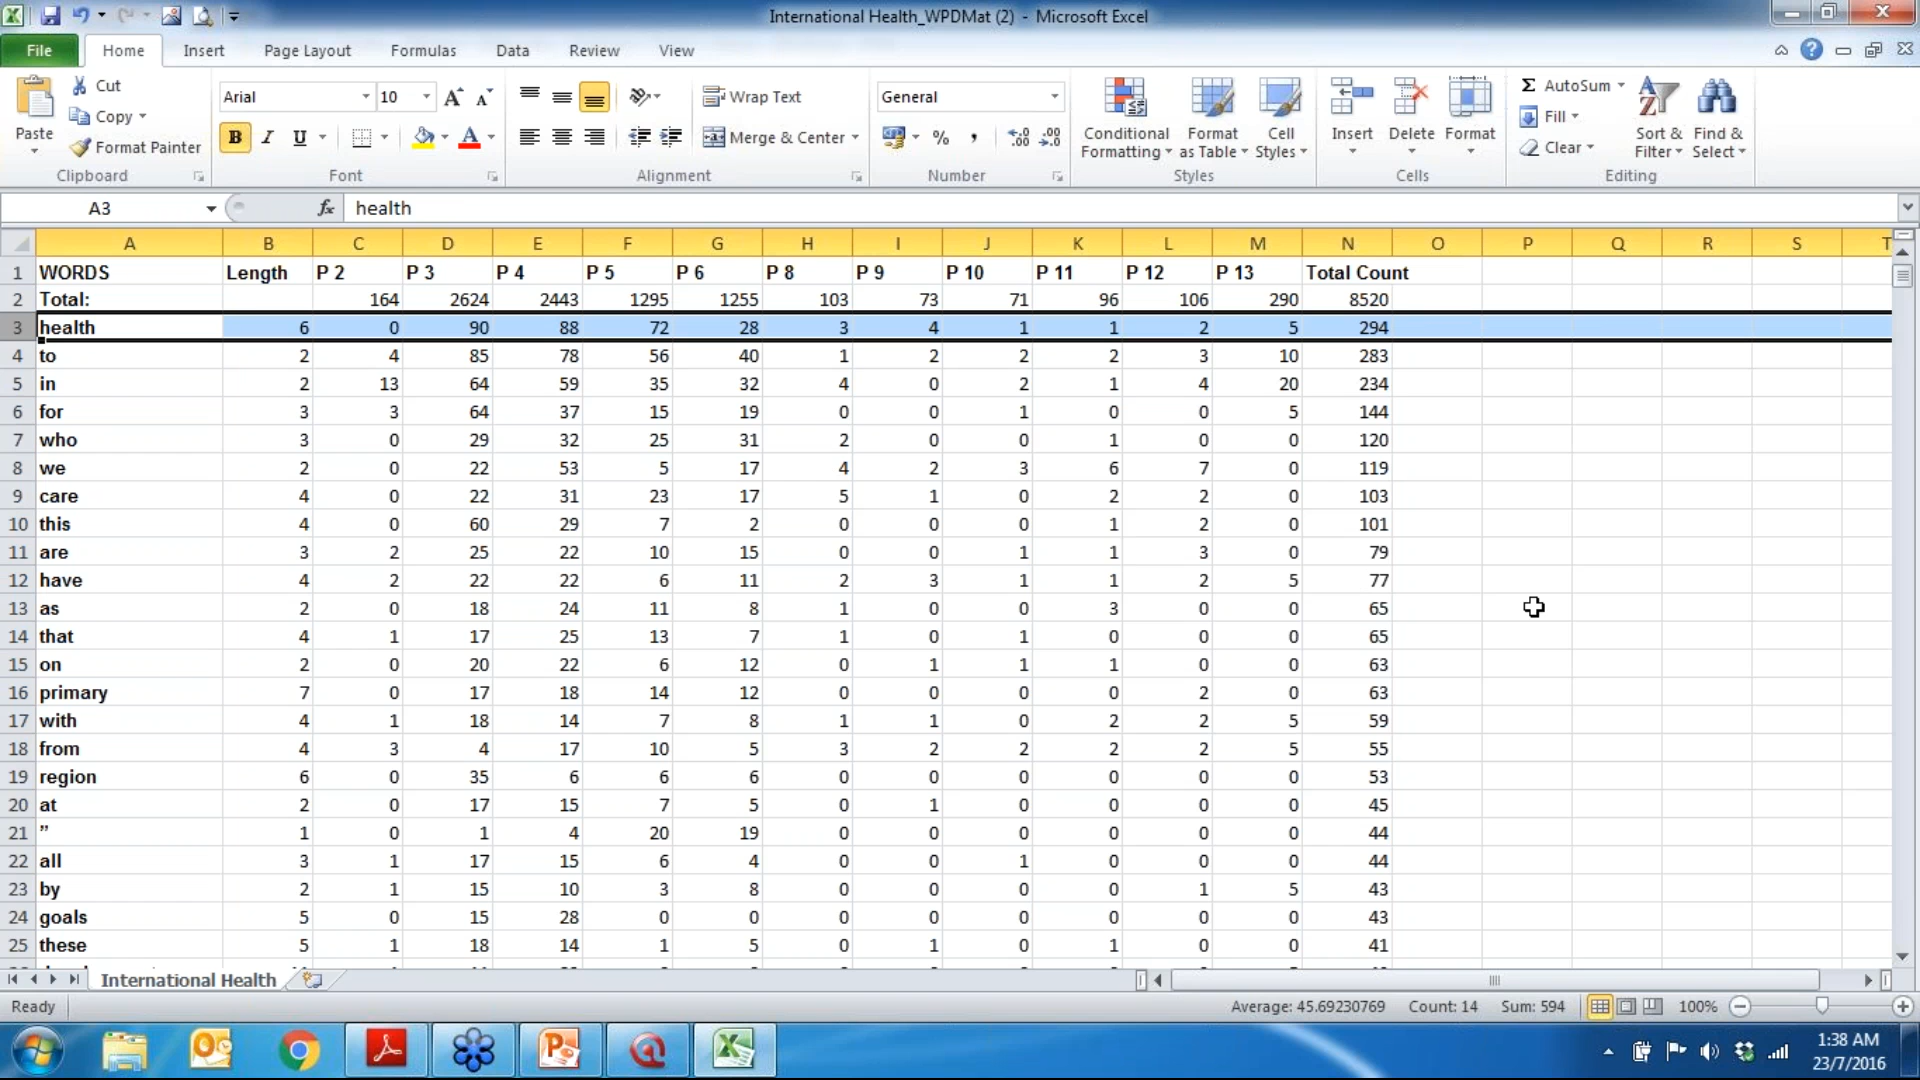 International Health_WPDMat (2) - Microsoft Excel
File Home Insert Page Layout Formulas Data Review View
Paste Cut Copy Format Painter Clipboard
Arial 10 B I U A A A Font
Wrap Text Merge & Center Alignment
General % , .0 .00 .00 .0 Number
Conditional Formatting Format as Table Cell Styles Styles
Insert Delete Format Cells
Σ AutoSum Fill Clear Sort & Filter Find & Select Editing
A3 fx health
A B C D E F G H I J K L M N O P Q R S T
1 WORDS Length P 2 P 3 P 4 P 5 P 6 P 8 P 9 P 10 P 11 P 12 P 13 Total Count
2 Total: 164 2624 2443 1295 1255 103 73 71 96 106 290 8520
3 health 6 0 90 88 72 28 3 4 1 1 2 5 294
4 to 2 4 85 78 56 40 1 2 2 2 3 10 283
5 in 2 13 64 59 35 32 4 0 2 1 4 20 234
6 for 3 3 64 37 15 19 0 0 1 0 0 5 144
7 who 3 0 29 32 25 31 2 0 0 1 0 0 120
8 we 2 0 22 53 5 17 4 2 3 6 7 0 119
9 care 4 0 22 31 23 17 5 1 0 2 2 0 103
10 this 4 0 60 29 7 2 0 0 0 1 2 0 101
11 are 3 2 25 22 10 15 0 0 1 1 3 0 79
12 have 4 2 22 22 6 11 2 3 1 1 2 5 77
13 as 2 0 18 24 11 8 1 0 0 3 0 0 65
14 that 4 1 17 25 13 7 1 0 1 0 0 0 65
15 on 2 0 20 22 6 12 0 1 1 1 0 0 63
16 primary 7 0 17 18 14 12 0 0 0 0 2 0 63
17 with 4 1 18 14 7 8 1 1 0 2 2 5 59
18 from 4 3 4 17 10 5 3 2 2 2 2 5 55
19 region 6 0 35 6 6 6 0 0 0 0 0 0 53
20 at 2 0 17 15 7 5 0 1 0 0 0 0 45
21 ” 1 0 1 4 20 19 0 0 0 0 0 0 44
22 all 3 1 17 15 6 4 0 0 1 0 0 0 44
23 by 2 1 15 10 3 8 0 0 0 0 1 5 43
24 goals 5 0 15 28 0 0 0 0 0 0 0 0 43
25 these 5 1 18 14 1 5 0 1 0 1 0 0 41
International Health
Ready Average: 45.69230769 Count: 14 Sum: 594 100%
1:38 AM
23/7/2016